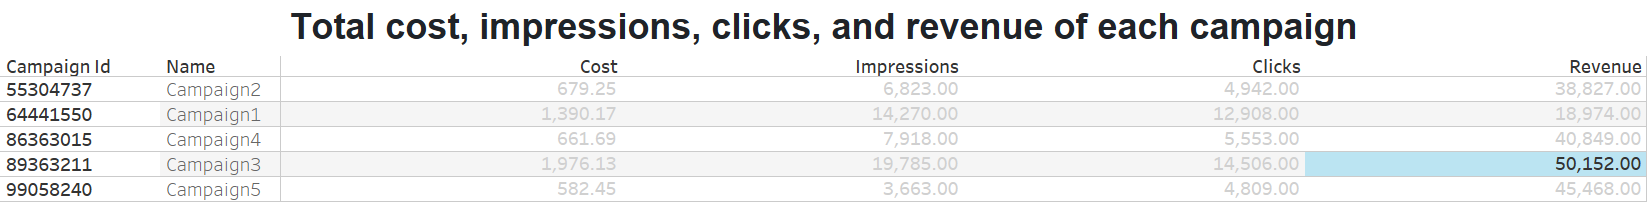 Total cost, impressions, clicks, and revenue of each campaign
Campaign Id Name Cost Impressions Clicks Revenue
55304737 Campaign2 679.25 6,823.00 4,942.00 38,827.00
64441550 Campaign1 1,390.17 14,270.00 12,908.00 18,974.00
86363015 Campaign4 661.69 7,918.00 5,553.00 40,849.00
89363211 Campaign3 1,976.13 19,785.00 14,506.00 50,152.00
99058240 Campaign5 582.45 3,663.00 4,809.00 45,468.00